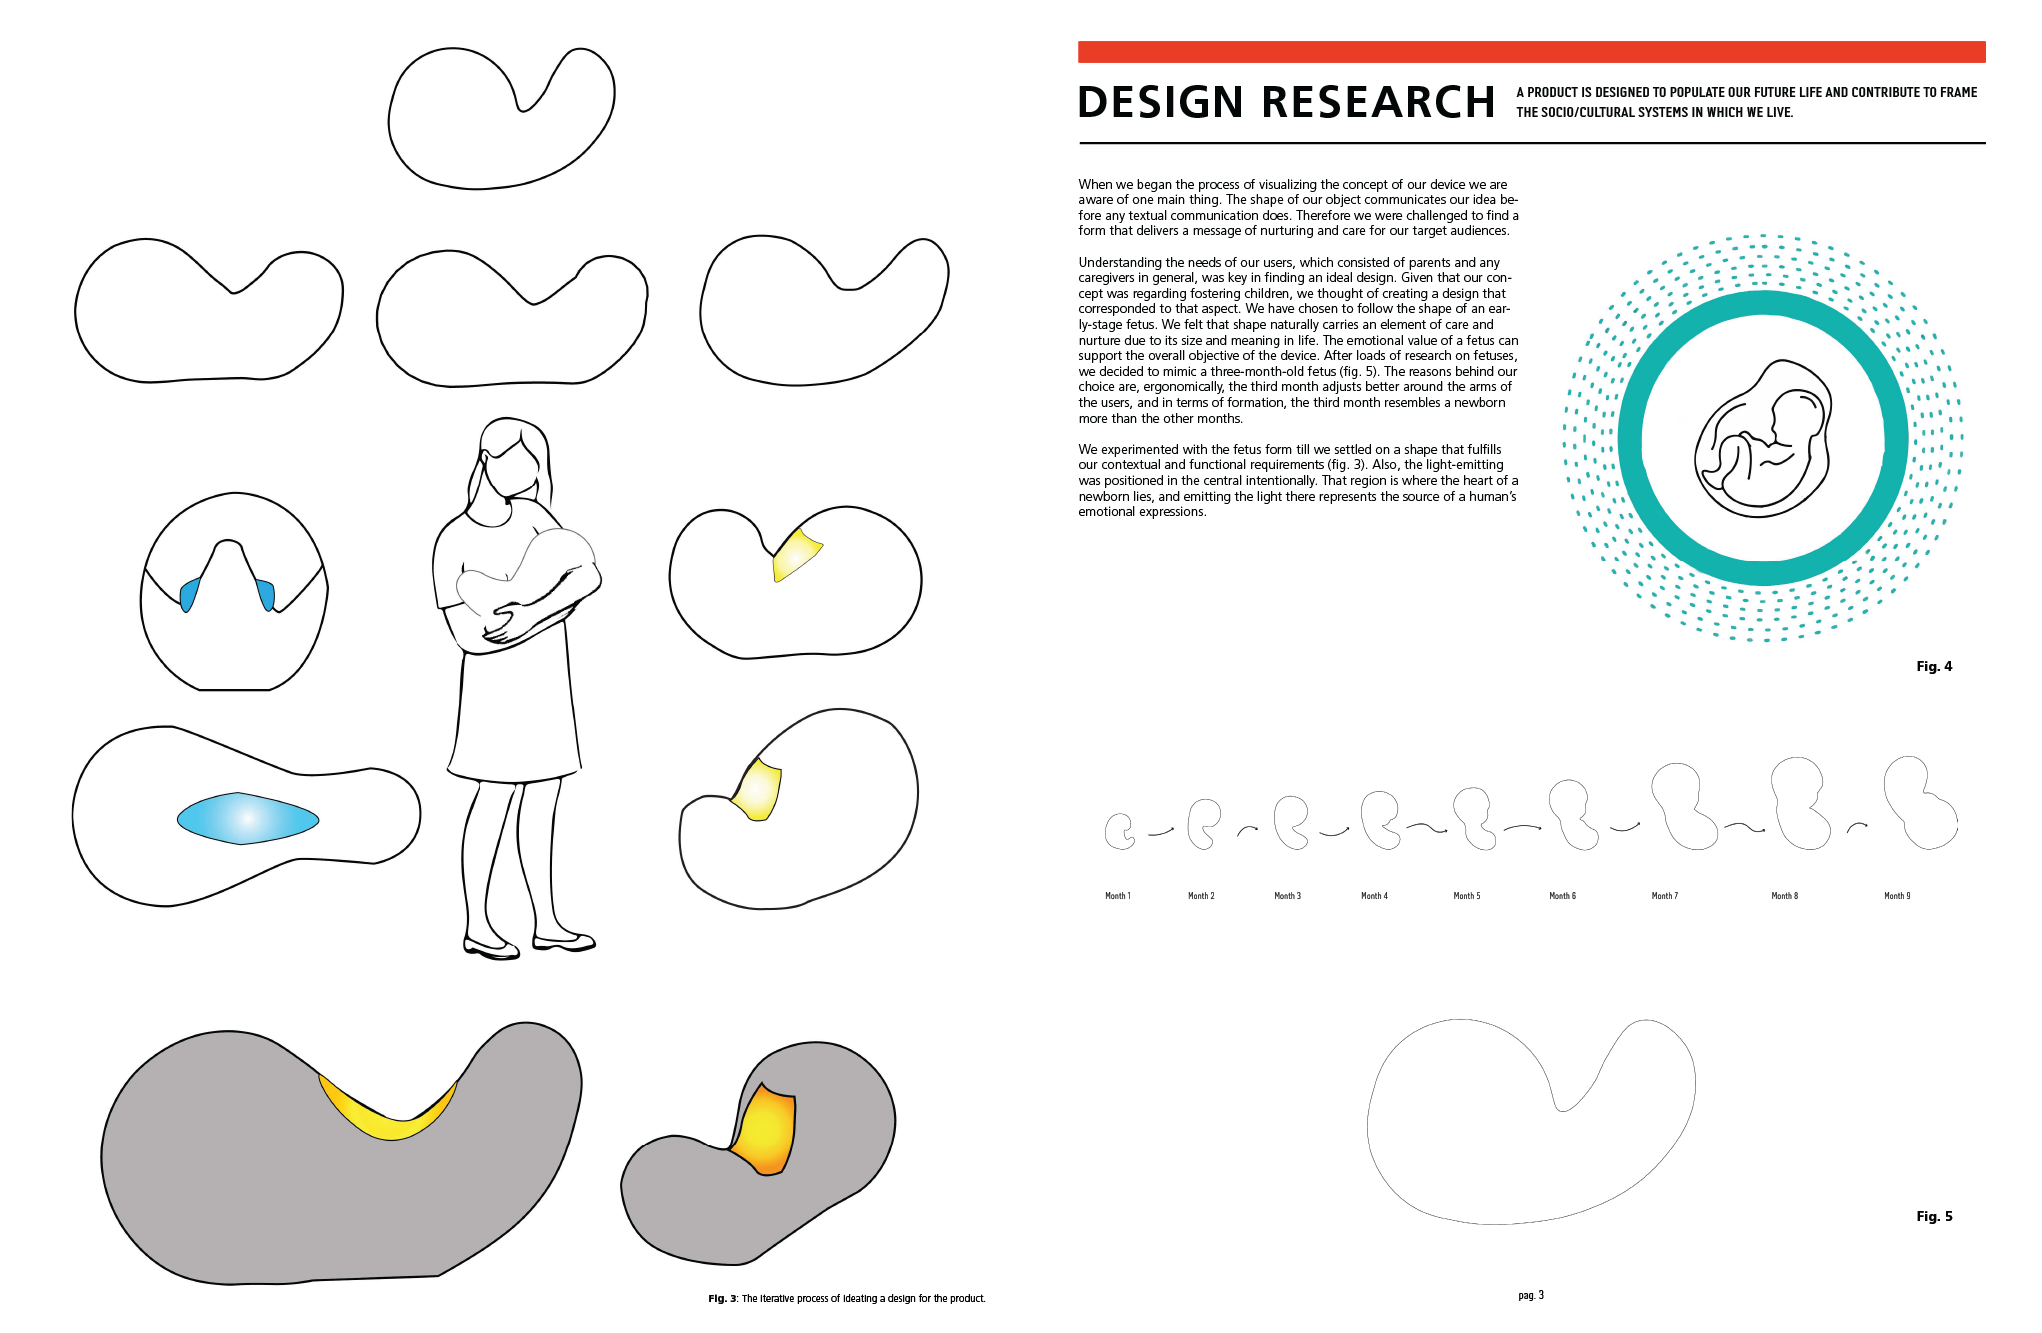 Fig. 3: The iterative process of ideating a design for the product.
DESIGN RESEARCH
A PRODUCT IS DESIGNED TO POPULATE OUR FUTURE LIFE AND CONTRIBUTE TO FRAME
THE SOCIO/CULTURAL SYSTEMS IN WHICH WE LIVE.
When we began the process of visualizing the concept of our device we are
aware of one main thing. The shape of our object communicates our idea be-
fore any textual communication does. Therefore we were challenged to find a
form that delivers a message of nurturing and care for our target audiences.
Understanding the needs of our users, which consisted of parents and any
caregivers in general, was key in finding an ideal design. Given that our con-
cept was regarding fostering children, we thought of creating a design that
corresponded to that aspect. We have chosen to follow the shape of an ear-
ly-stage fetus. We felt that shape naturally carries an element of care and
nurture due to its size and meaning in life. The emotional value of a fetus can
support the overall objective of the device. After loads of research on fetuses,
we decided to mimic a three-month-old fetus (fig. 5). The reasons behind our
choice are, ergonomically, the third month adjusts better around the arms of
the users, and in terms of formation, the third month resembles a newborn
more than the other months.
We experimented with the fetus form till we settled on a shape that fulfills
our contextual and functional requirements (fig. 3). Also, the light-emitting
was positioned in the central intentionally. That region is where the heart of a
newborn lies, and emitting the light there represents the source of a human's
emotional expressions.
Fig. 4
Month 1 Month 2 Month 3 Month 4 Month 5 Month 6 Month 7 Month 8 Month 9
Fig. 5
pag. 3